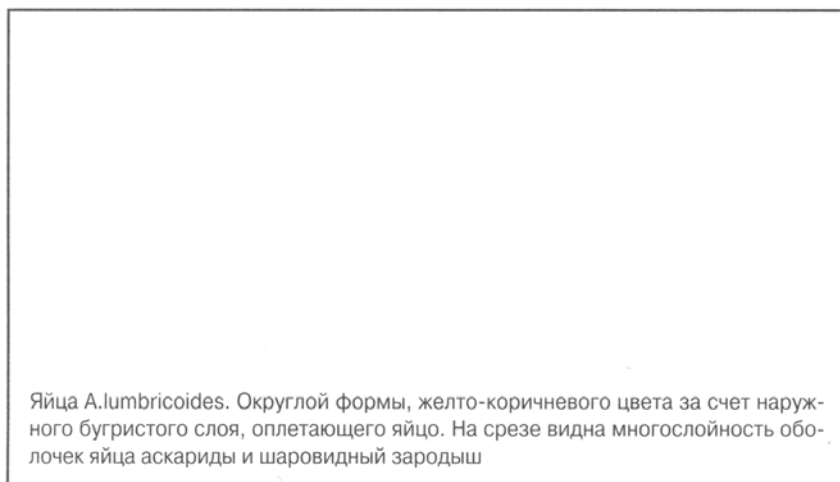 Яйца A.lumbricoides. Округлой формы, желто-коричневого цвета за счет наруж-
ного бугристого слоя, оплетающего яйцо. На срезе видна многослойность обо-
лочек яйца аскариды и шаровидный зародыш